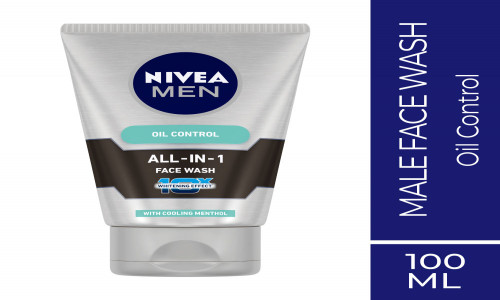 NIVEA
MEN
OIL CONTROL
ALL-IN-1
FACE WASH
10X
WHITENING EFFECT
WITH COOLING MENTHOL
MALE FACE WASH
Oil Control
100
ML